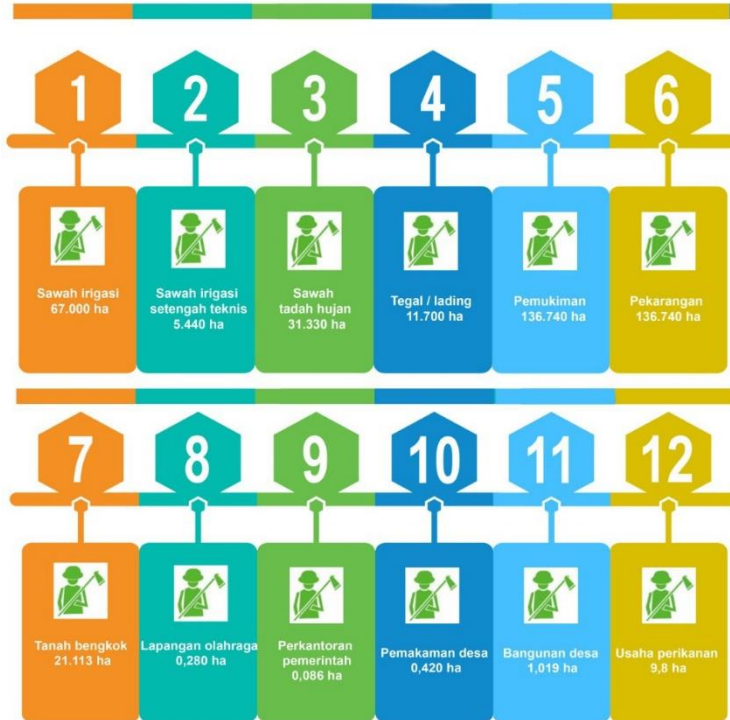 1
2
3
4
5
6
Sawah irigasi
67.000 ha
Sawah irigasi
setengah teknis
5.440 ha
Sawah
tadah hujan
31.330 ha
Tegal / lading
11.700 ha
Pemukiman
136.740 ha
Pekarangan
136.740 ha
7
8
9
10
11
12
Tanah bengkok
21.113 ha
Lapangan olahraga
0,280 ha
Perkantoran
pemerintah
0,086 ha
Pemakaman desa
0,420 ha
Bangunan desa
1,019 ha
Usaha perikanan
9,8 ha